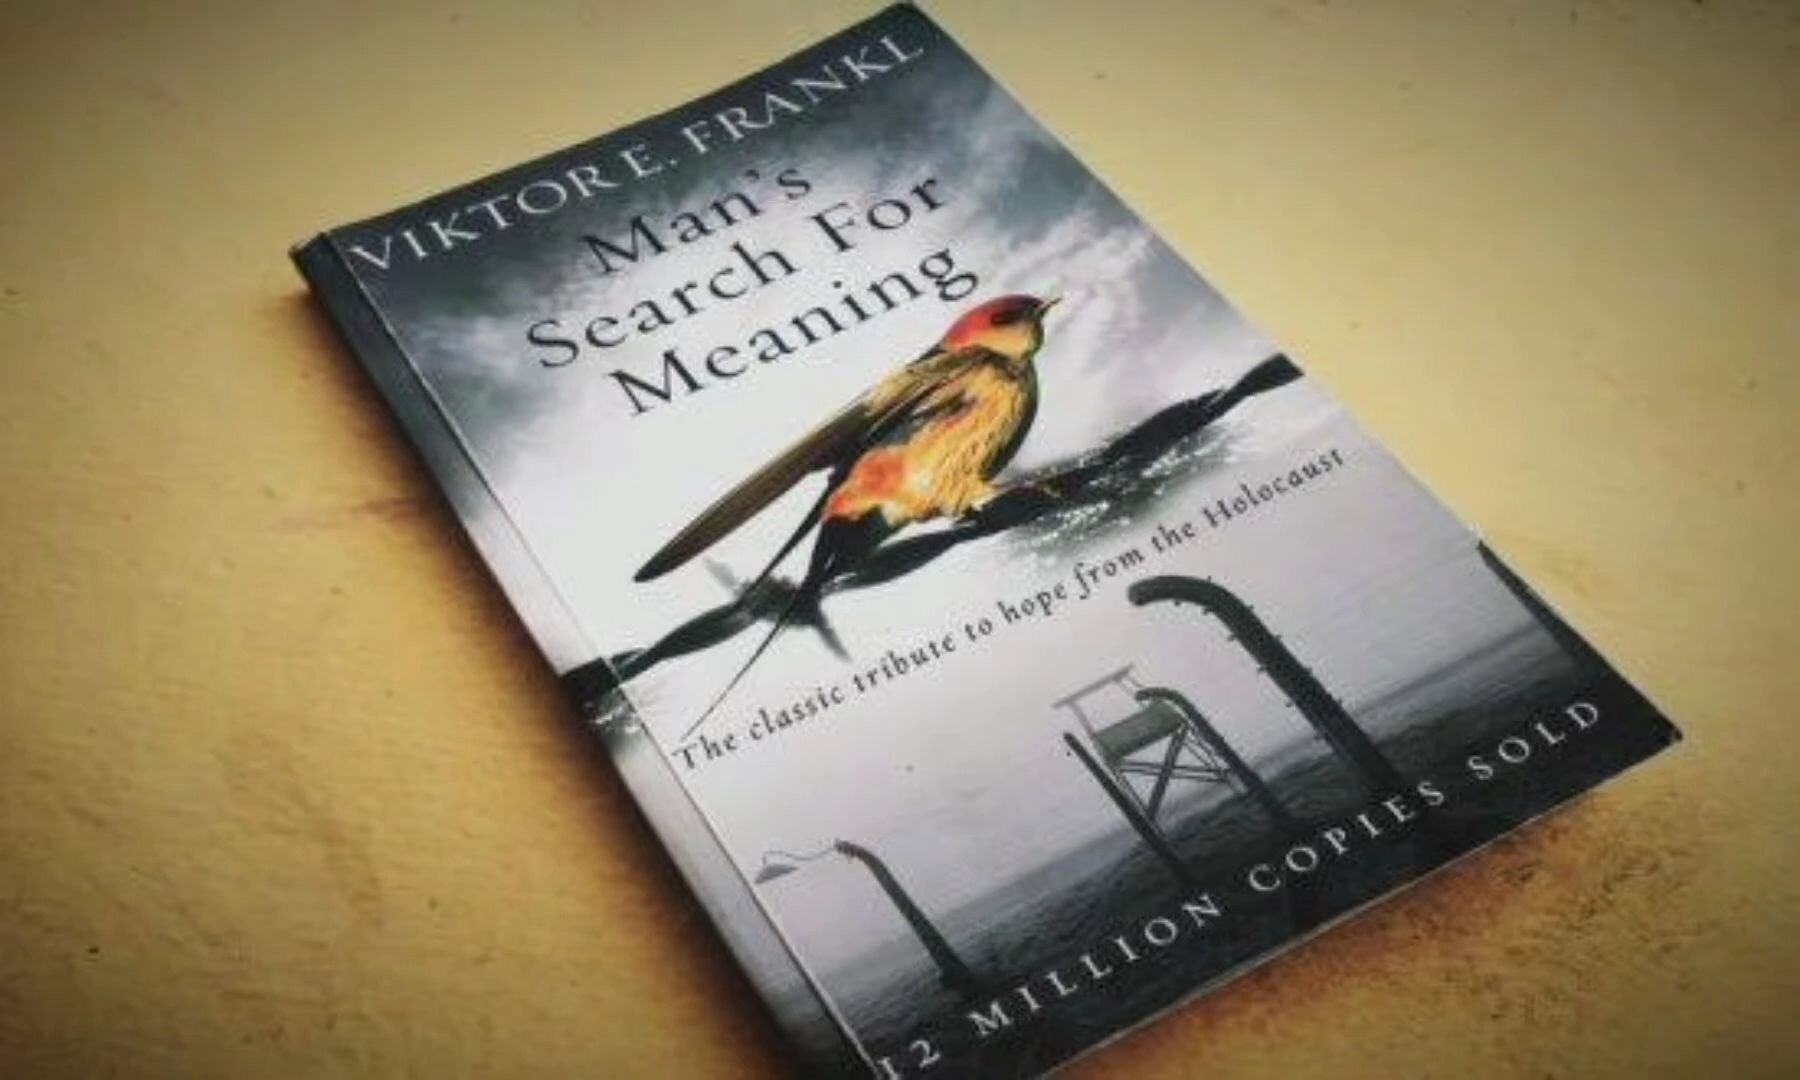 VIKTOR E. FRANKL
Man's
Search For
Meaning
The classic tribute to hope from the Holocaust
12 MILLION COPIES SOLD